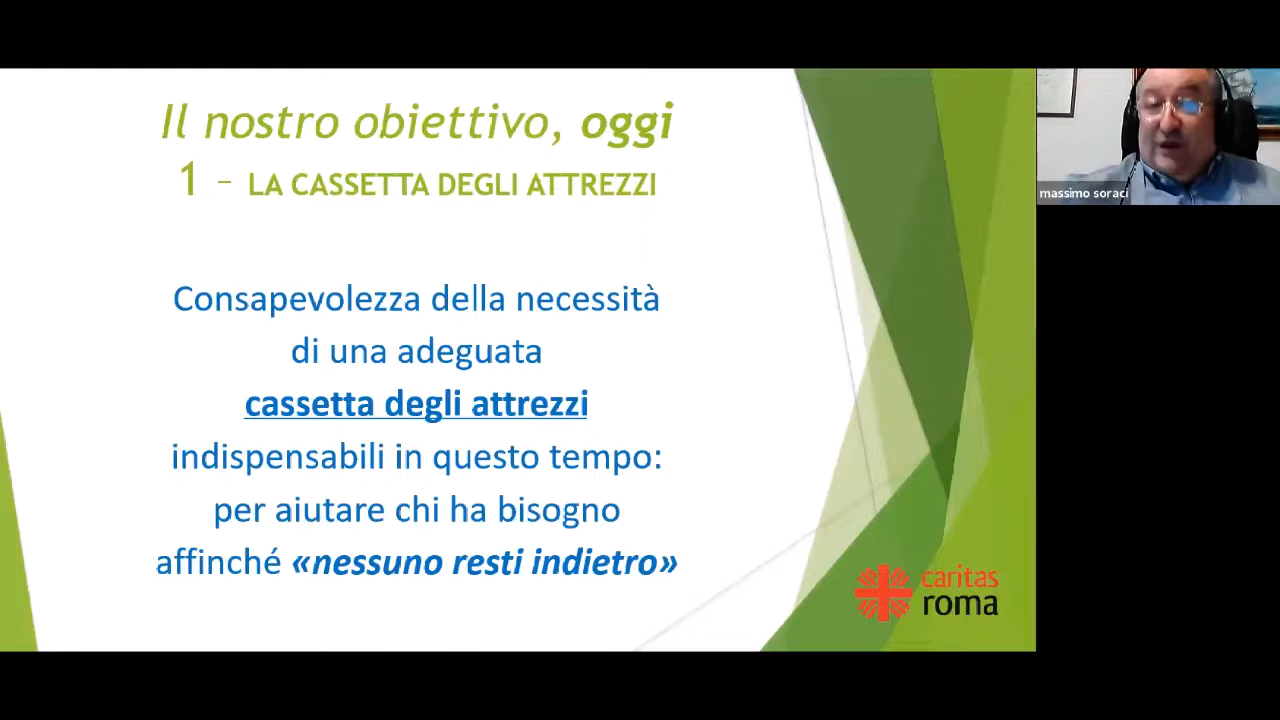 Il nostro obiettivo, oggi
1 – LA CASSETTA DEGLI ATTREZZI
Consapevolezza della necessità
di una adeguata
cassetta degli attrezzi
indispensabili in questo tempo:
per aiutare chi ha bisogno
affinché «nessuno resti indietro»
caritas
roma
massimo soraci